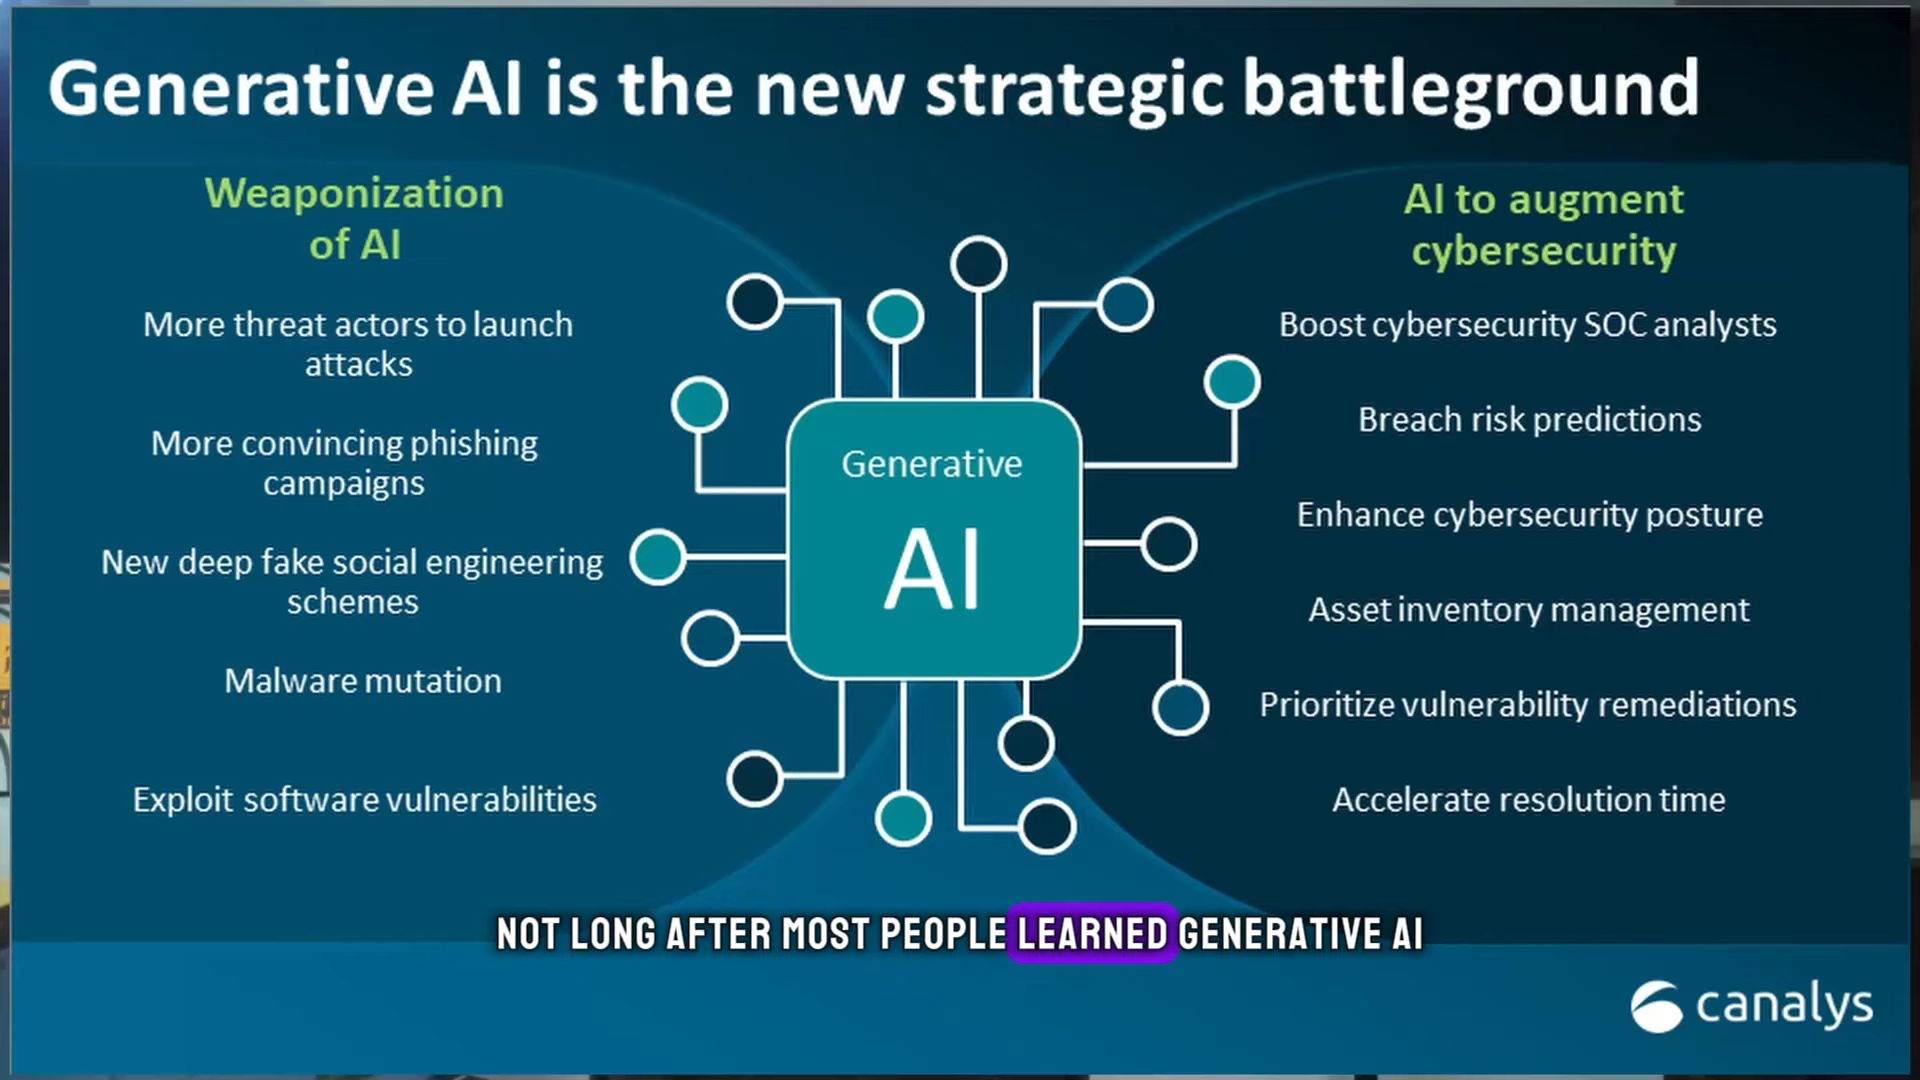 Generative AI is the new strategic battleground
Weaponization
of AI
More threat actors to launch
attacks
More convincing phishing
campaigns
New deep fake social engineering
schemes
Malware mutation
Exploit software vulnerabilities
Generative
AI
AI to augment
cybersecurity
Boost cybersecurity SOC analysts
Breach risk predictions
Enhance cybersecurity posture
Asset inventory management
Prioritize vulnerability remediations
Accelerate resolution time
NOT LONG AFTER MOST PEOPLE LEARNED GENERATIVE AI
canalys